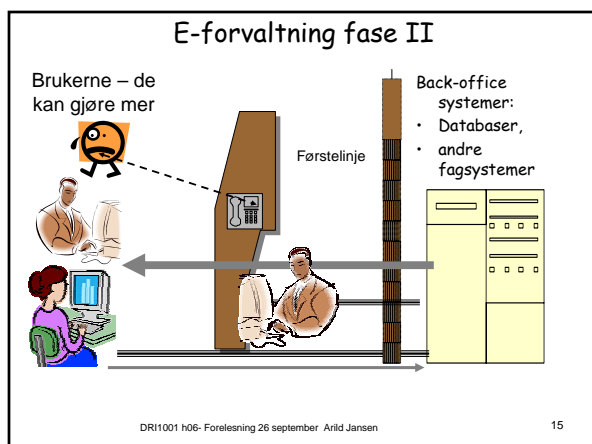 E-forvaltning fase II
Brukerne – de
kan gjøre mer
Førstelinje
Back-office
systemer:
• Databaser,
• andre
fagsystemer
DRI1001 h06- Forelesning 26 september Arild Jansen
15